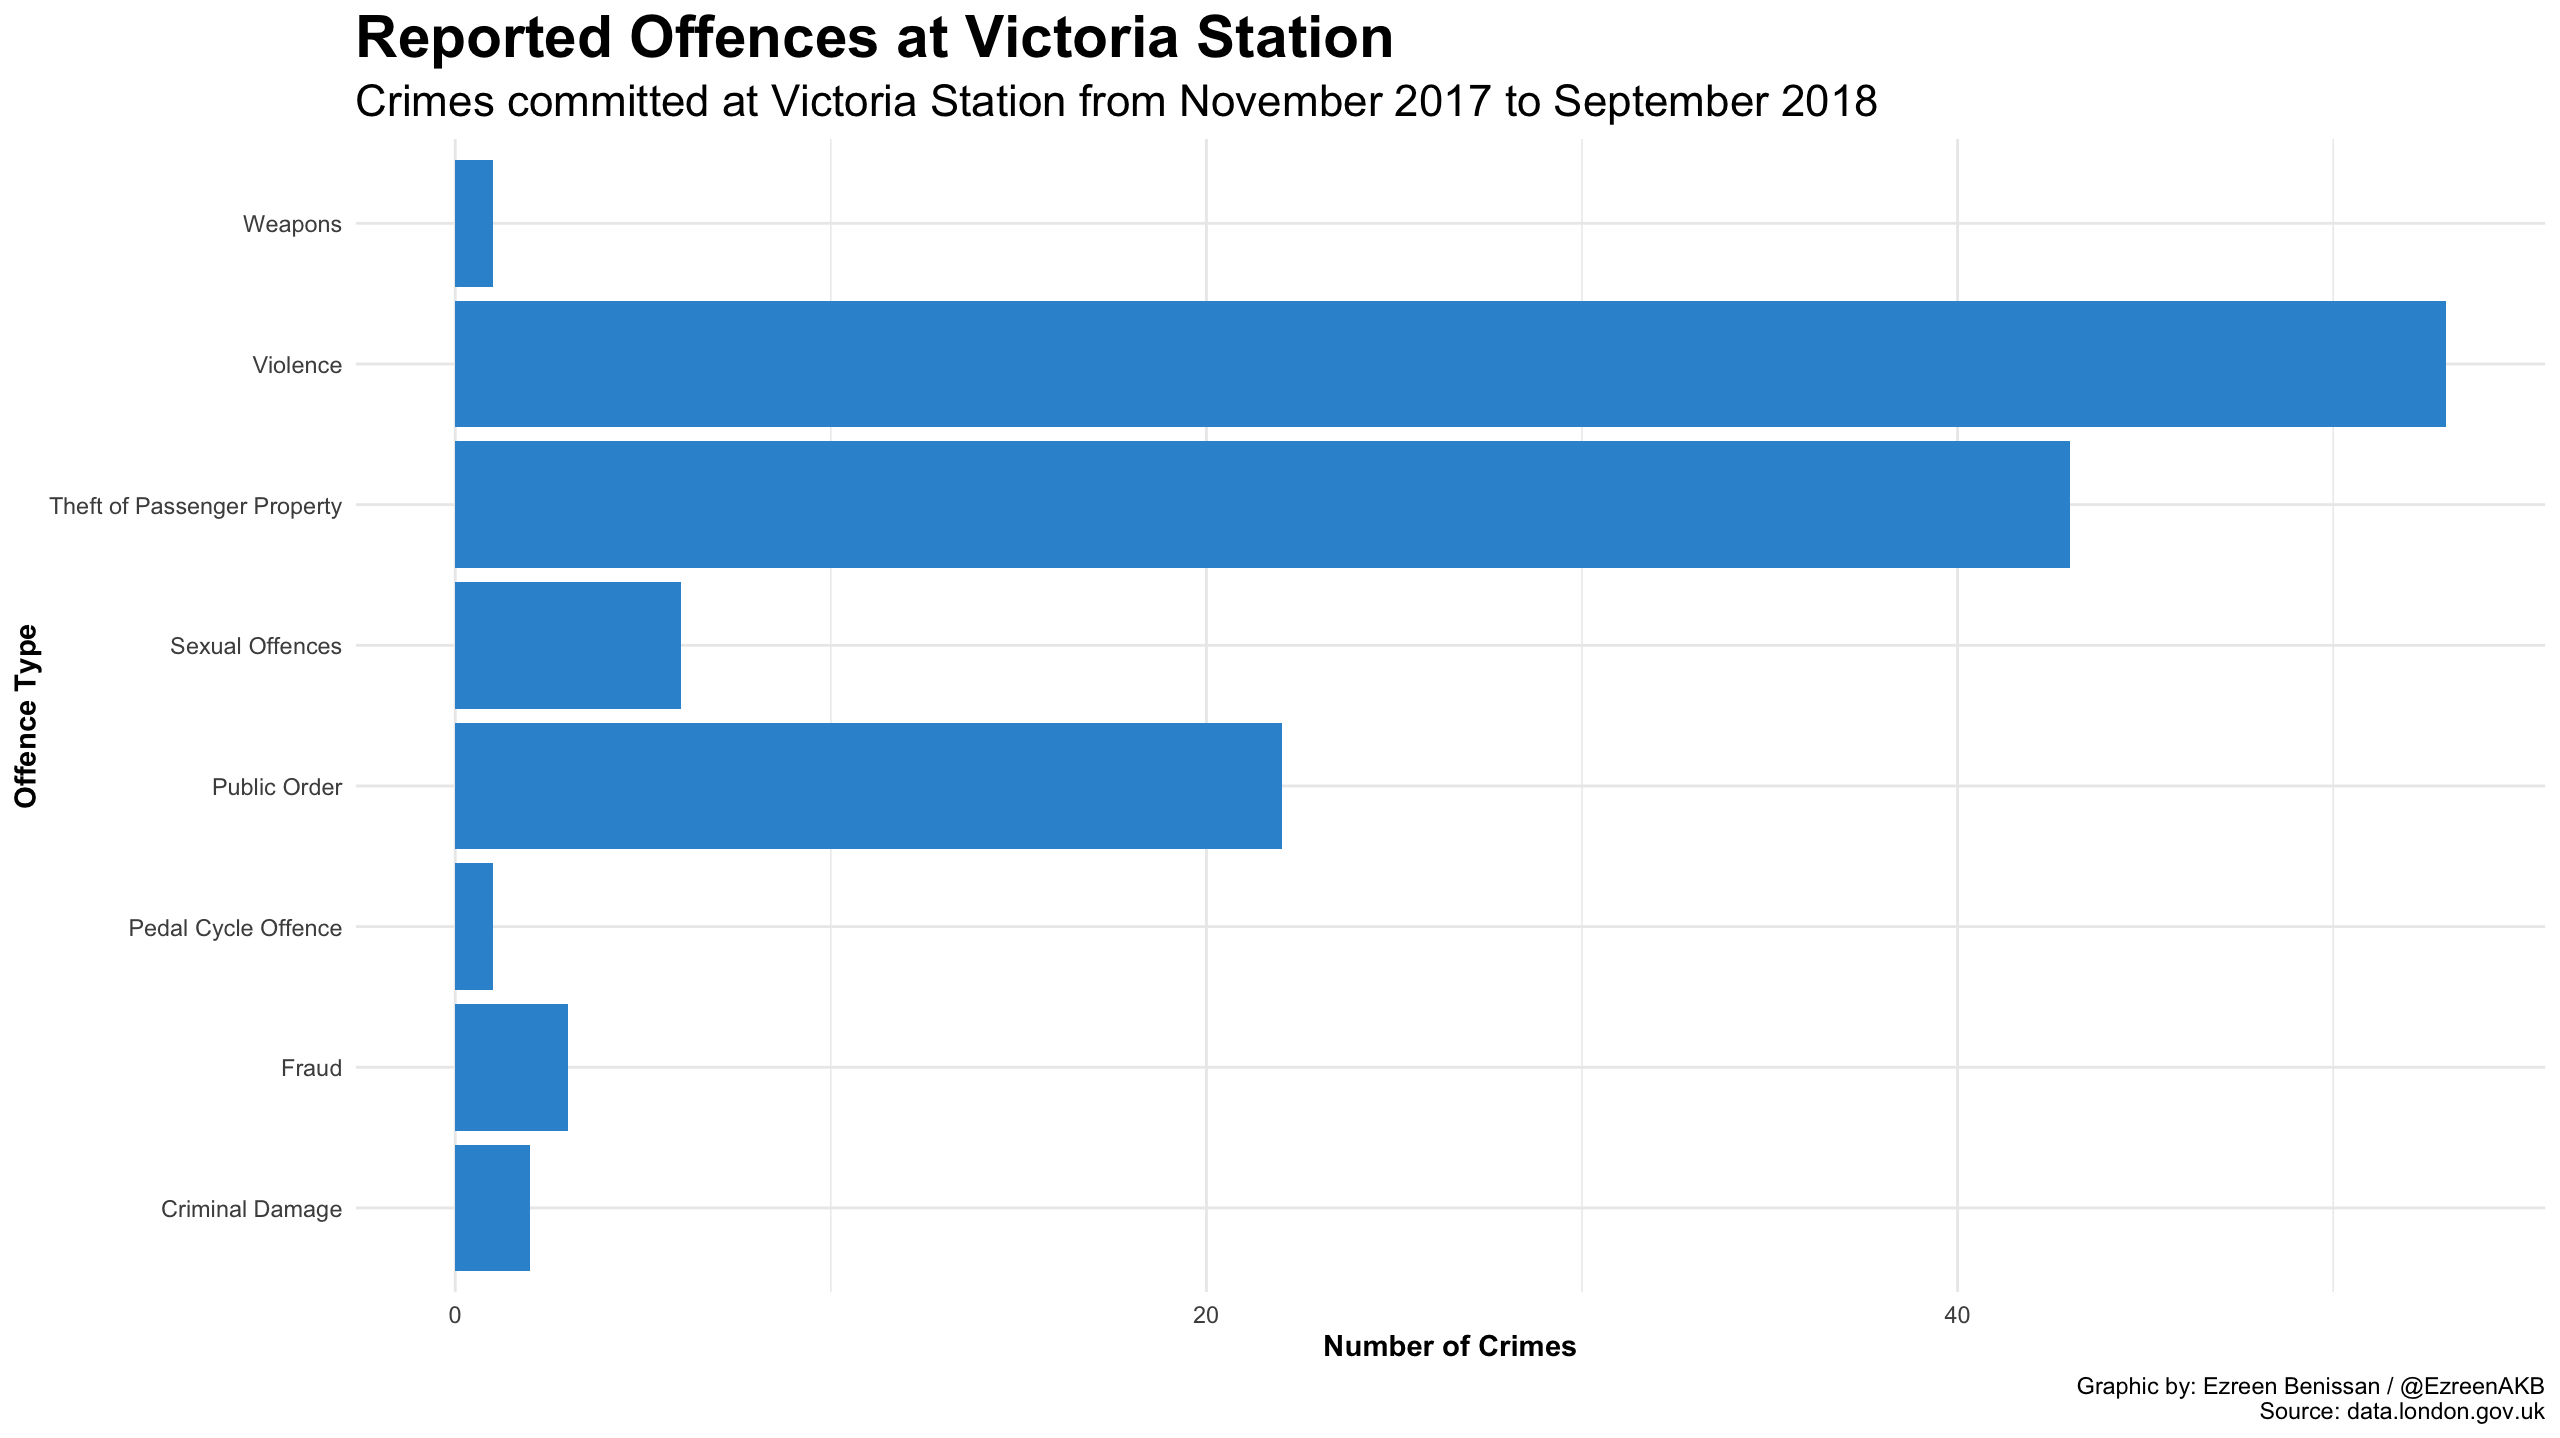 Reported Offences at Victoria Station
Crimes committed at Victoria Station from November 2017 to September 2018
Offence Type
Weapons
Violence
Theft of Passenger Property
Sexual Offences
Public Order
Pedal Cycle Offence
Fraud
Criminal Damage
0 20 40
Number of Crimes
Graphic by: Ezreen Benissan / @EzreenAKB
Source: data.london.gov.uk